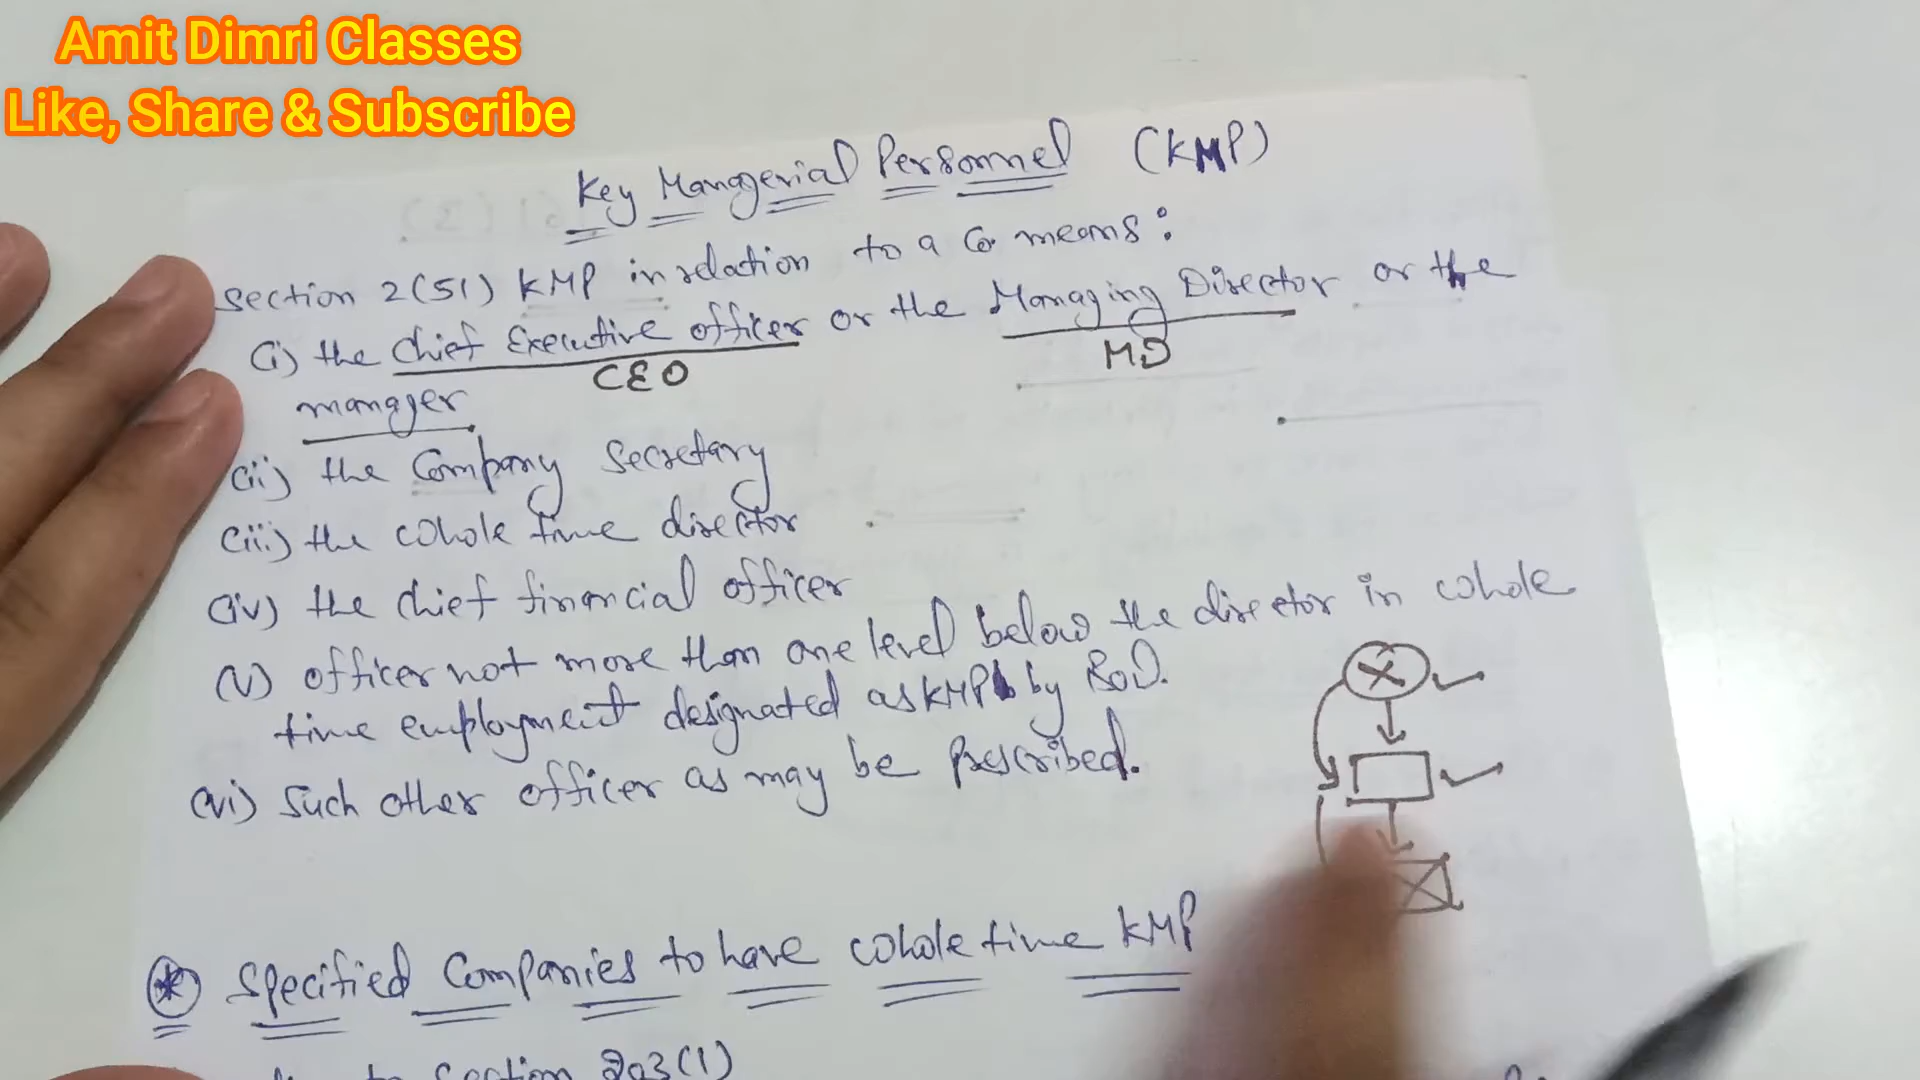 Amit Dimri Classes
Like, Share & Subscribe
Key Managerial Personnel (KMP)
Section 2(51) KMP in relation to a Co. means:
(i) the Chief Executive officer or the Managing Director or the
CEO MD
manager
(ii) the Company Secretary
(iii) the whole time director
(iv) the chief financial officer
(v) officer not more than one level below the director in whole
time employment designated as KMP by BoD.
(vi) Such other officer as may be prescribed.
Specified Companies to have whole time KMP
to Section 203(1)